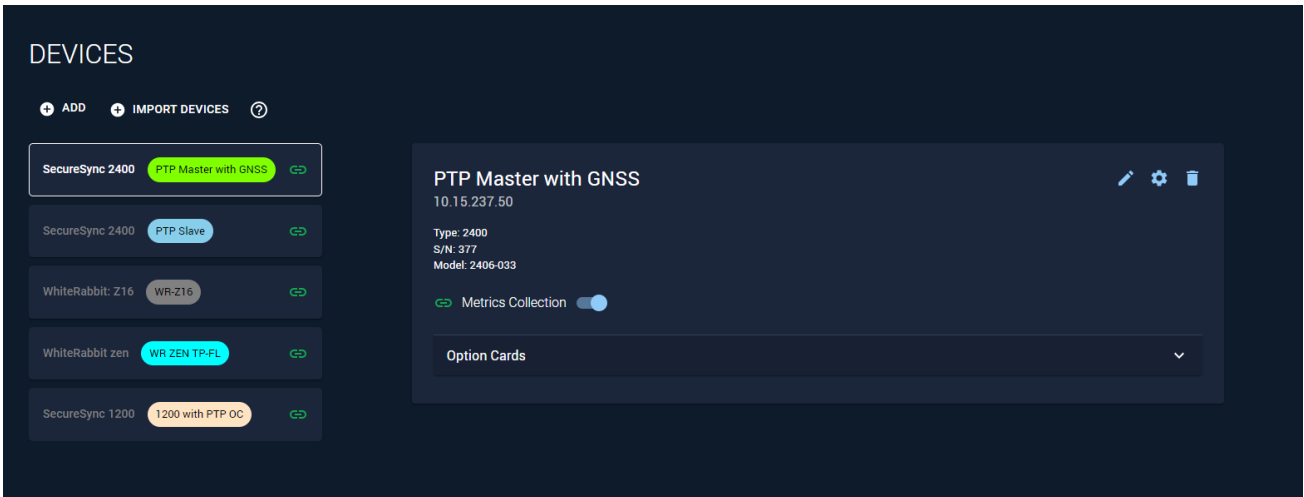 DEVICES
ADD IMPORT DEVICES ?
SecureSync 2400 PTP Master with GNSS
SecureSync 2400 PTP Slave
WhiteRabbit: Z16 WR-Z16
WhiteRabbit zen WR ZEN TP-FL
SecureSync 1200 1200 with PTP OC
PTP Master with GNSS
10.15.237.50
Type: 2400
S/N: 377
Model: 2406-033
Metrics Collection
Option Cards